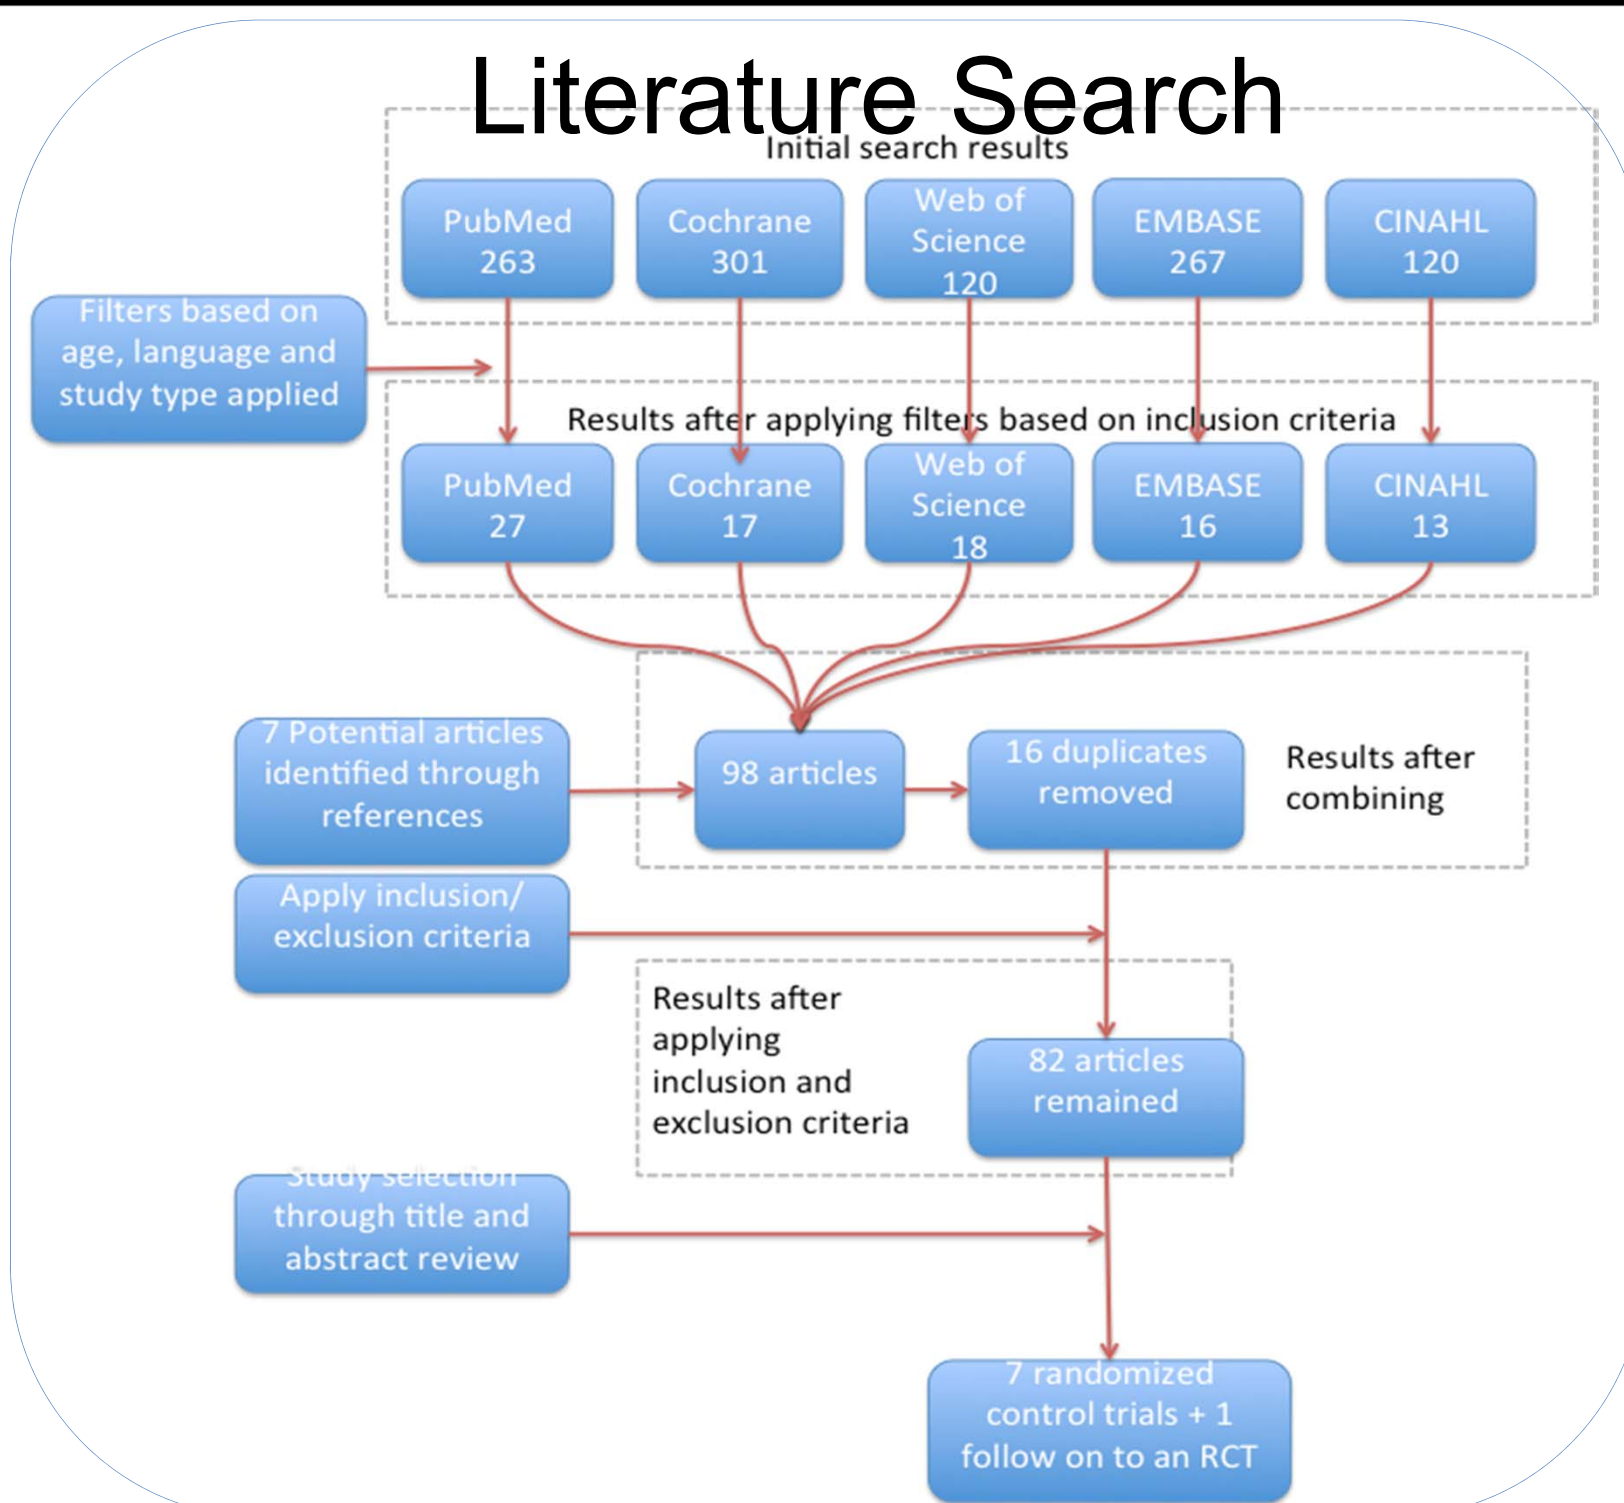 Literature Search
Initial search results
PubMed
263
Cochrane
301
Web of
Science
120
EMBASE
267
CINAHL
120
Filters based on
age, language and
study type applied
Results after applying filters based on inclusion criteria
PubMed
27
Cochrane
17
Web of
Science
18
EMBASE
16
CINAHL
13
7 Potential articles
identified through
references
98 articles
16 duplicates
removed
Results after
combining
Apply inclusion/
exclusion criteria
Results after
applying
inclusion and
exclusion criteria
82 articles
remained
Study selection
through title and
abstract review
7 randomized
control trials + 1
follow on to an RCT